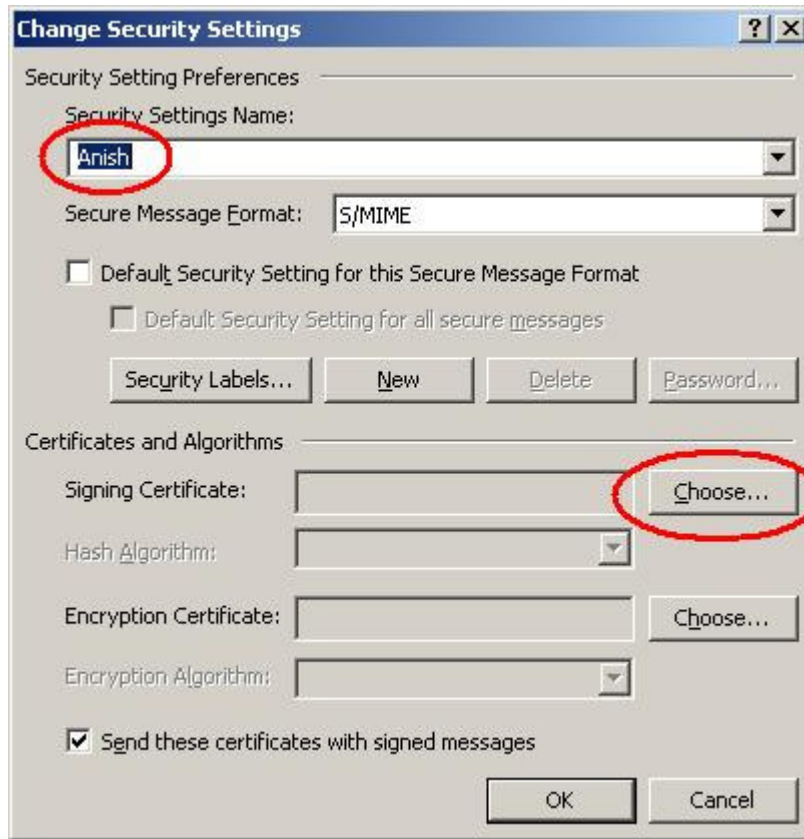 Change Security Settings
Security Setting Preferences
Security Settings Name:
Anish
Secure Message Format: S/MIME
Default Security Setting for this Secure Message Format
Default Security Setting for all secure messages
Security Labels... New Delete Password...
Certificates and Algorithms
Signing Certificate: Choose...
Hash Algorithm:
Encryption Certificate: Choose...
Encryption Algorithm:
Send these certificates with signed messages
OK Cancel